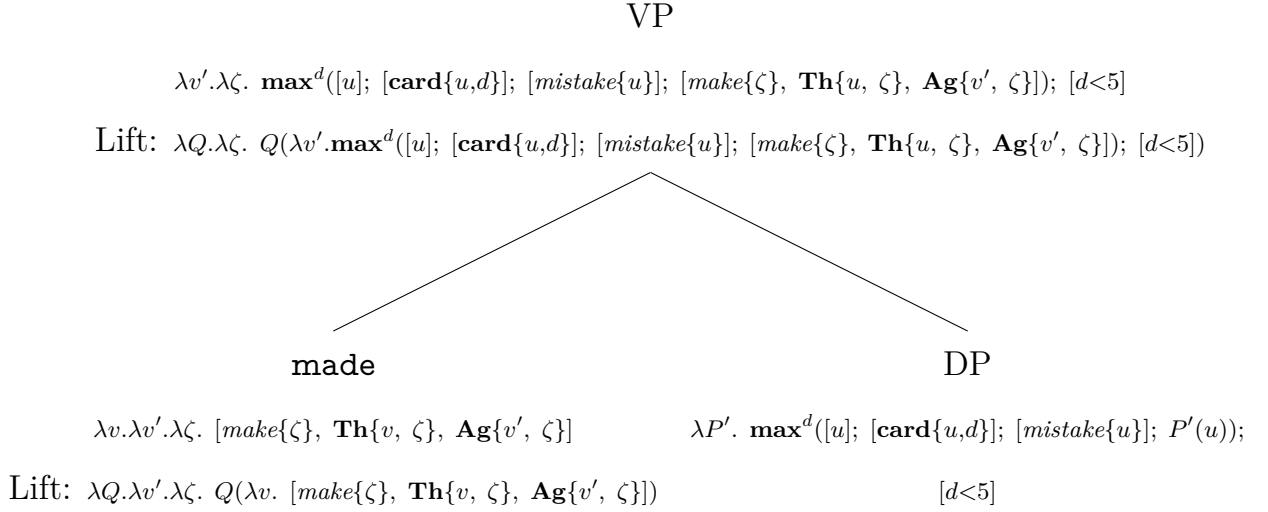 VP
λv′.λζ. max^d([u]; [card{u,d}]; [mistake{u}]; [make{ζ}, Th{u, ζ}, Ag{v′, ζ}]); [d<5]
Lift: λQ.λζ. Q(λv′.max^d([u]; [card{u,d}]; [mistake{u}]; [make{ζ}, Th{u, ζ}, Ag{v′, ζ}]); [d<5])
made DP
λv.λv′.λζ. [make{ζ}, Th{v, ζ}, Ag{v′, ζ}] λP′. max^d([u]; [card{u,d}]; [mistake{u}]; P′(u));
Lift: λQ.λv′.λζ. Q(λv. [make{ζ}, Th{v, ζ}, Ag{v′, ζ}]) [d<5]